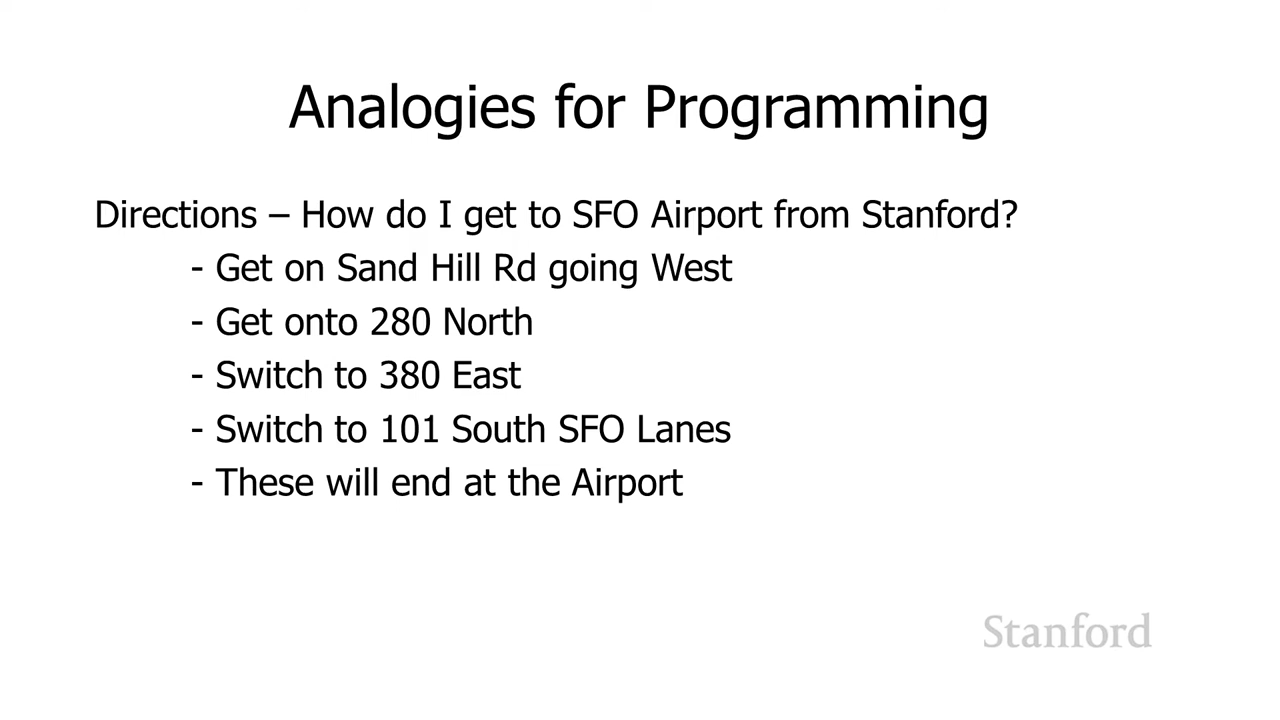 Analogies for Programming
Directions – How do I get to SFO Airport from Stanford?
- Get on Sand Hill Rd going West
- Get onto 280 North
- Switch to 380 East
- Switch to 101 South SFO Lanes
- These will end at the Airport
Stanford